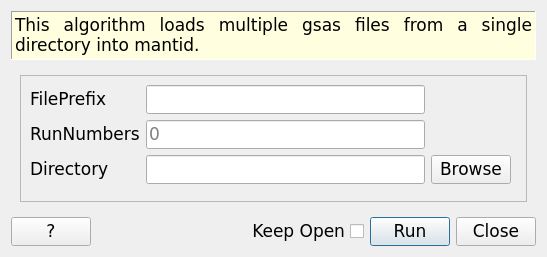 This algorithm loads multiple gsas files from a single
directory into mantid.
FilePrefix
RunNumbers 0
Directory Browse
? Keep Open Run Close